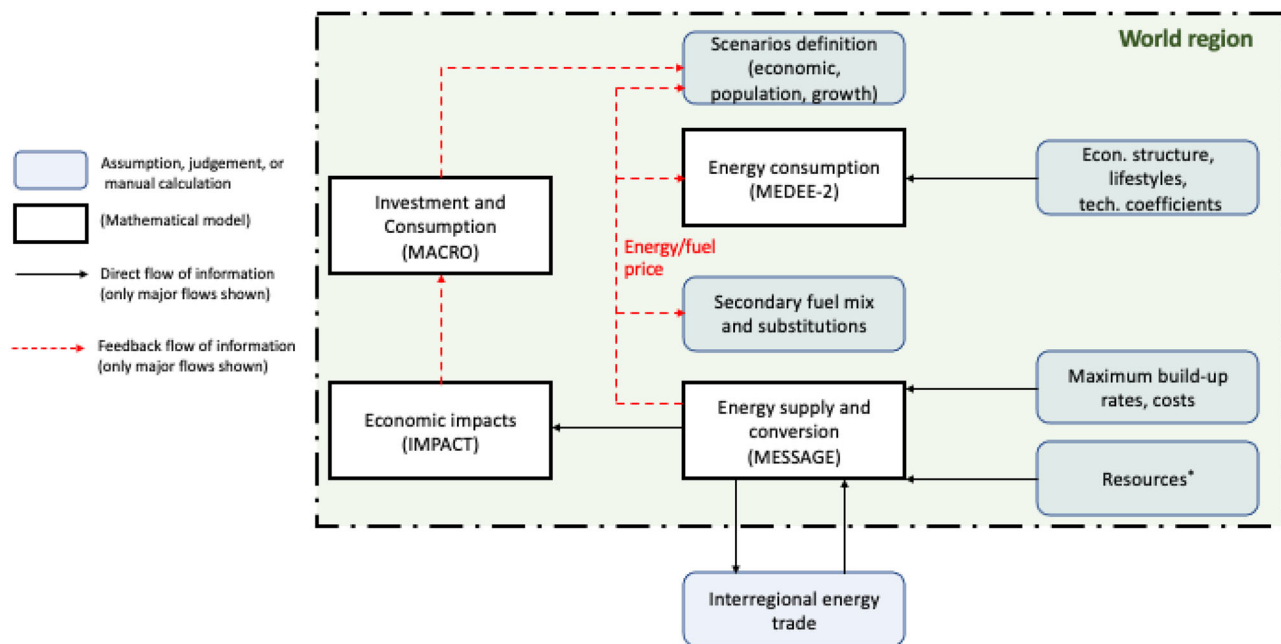 World region
Scenarios definition
(economic,
population, growth)
Assumption, judgement, or
manual calculation
(Mathematical model)
Direct flow of information
(only major flows shown)
Feedback flow of information
(only major flows shown)
Investment and
Consumption
(MACRO)
Energy consumption
(MEDEE-2)
Econ. structure,
lifestyles,
tech. coefficients
Energy/fuel
price
Secondary fuel mix
and substitutions
Economic impacts
(IMPACT)
Energy supply and
conversion
(MESSAGE)
Maximum build-up
rates, costs
Resources*
Interregional energy
trade